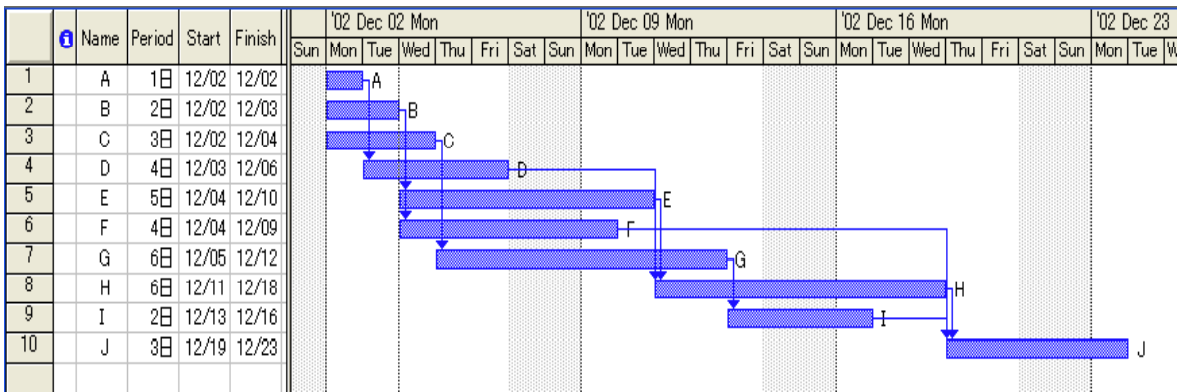 '02 Dec 02 Mon '02 Dec 09 Mon '02 Dec 16 Mon '02 Dec 23
Name Period Start Finish Sun Mon Tue Wed Thu Fri Sat Sun Mon Tue Wed Thu Fri Sat Sun Mon Tue Wed Thu Fri Sat Sun Mon Tue W
1 A 1日 12/02 12/02 A
2 B 2日 12/02 12/03 B
3 C 3日 12/02 12/04 C
4 D 4日 12/03 12/06 D
5 E 5日 12/04 12/10 E
6 F 4日 12/04 12/09 F
7 G 6日 12/05 12/12 G
8 H 6日 12/11 12/18 H
9 I 2日 12/13 12/16 I
10 J 3日 12/19 12/23 J